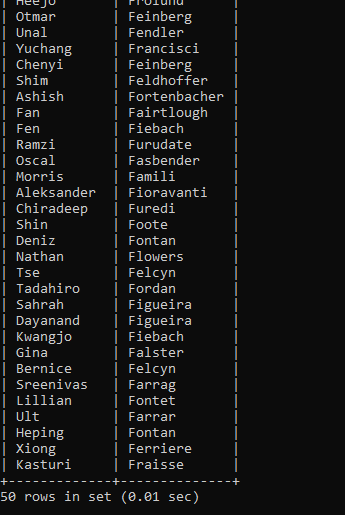 | Heejo | Frolund |
| Otmar | Feinberg |
| Unal | Fendler |
| Yuchang | Francisci |
| Chenyi | Feinberg |
| Shim | Feldhoffer |
| Ashish | Fortenbacher |
| Fan | Fairtlough |
| Fen | Fiebach |
| Ramzi | Furudate |
| Oscal | Fasbender |
| Morris | Famili |
| Aleksander | Fioravanti |
| Chiradeep | Furedi |
| Shin | Foote |
| Deniz | Fontan |
| Nathan | Flowers |
| Tse | Felcyn |
| Tadahiro | Fordan |
| Sahrah | Figueira |
| Dayanand | Figueira |
| Kwangjo | Fiebach |
| Gina | Falster |
| Bernice | Felcyn |
| Sreenivas | Farrag |
| Lillian | Fontet |
| Ult | Farrar |
| Heping | Fontan |
| Xiong | Ferriere |
| Kasturi | Fraisse |
+-------------+--------------+
50 rows in set (0.01 sec)